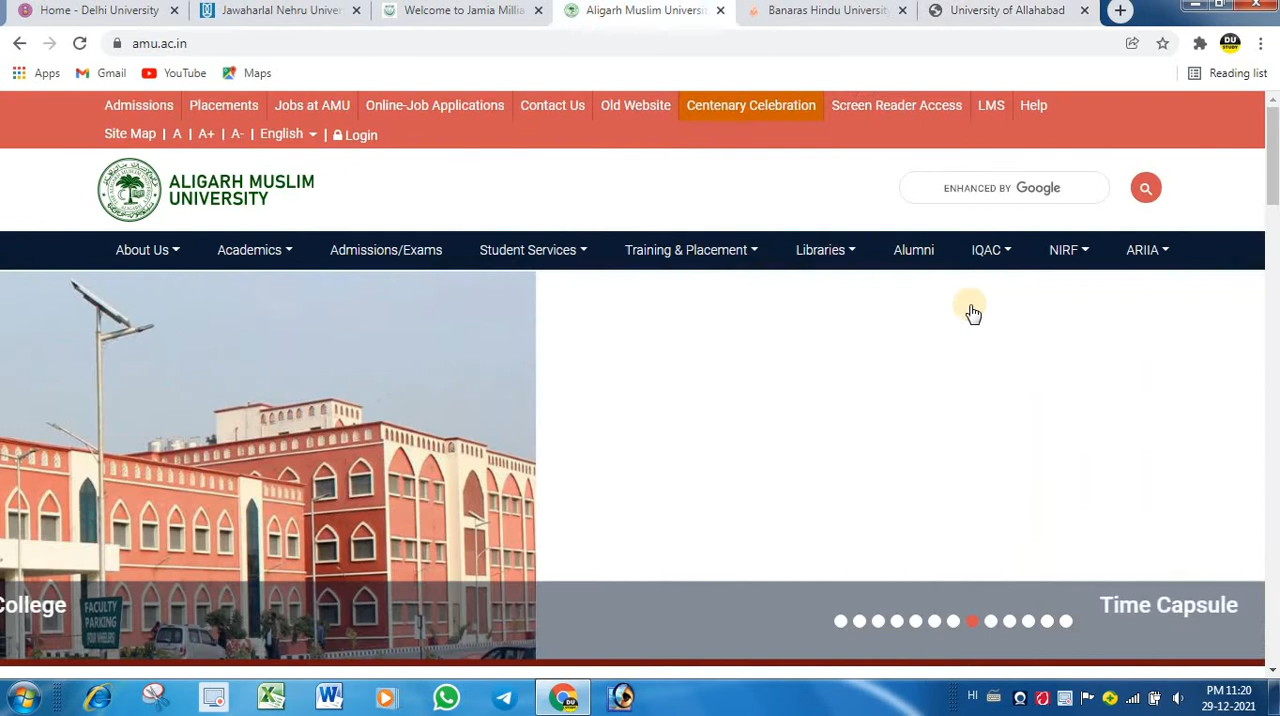 Home - Delhi University
Jawaharlal Nehru Univer
Welcome to Jamia Millia
Aligarh Muslim Universit
Banaras Hindu University
University of Allahabad
amu.ac.in
DU STUDY
Apps Gmail YouTube Maps Reading list
Admissions Placements Jobs at AMU Online-Job Applications Contact Us Old Website Centenary Celebration Screen Reader Access LMS Help
Site Map A A+ A- English Login
ALIGARH MUSLIM
UNIVERSITY
ENHANCED BY Google
About Us Academics Admissions/Exams Student Services Training & Placement Libraries Alumni IQAC NIRF ARIIA
FACULTY
PARKING
College
Time Capsule
HI
PM 11:20
29-12-2021